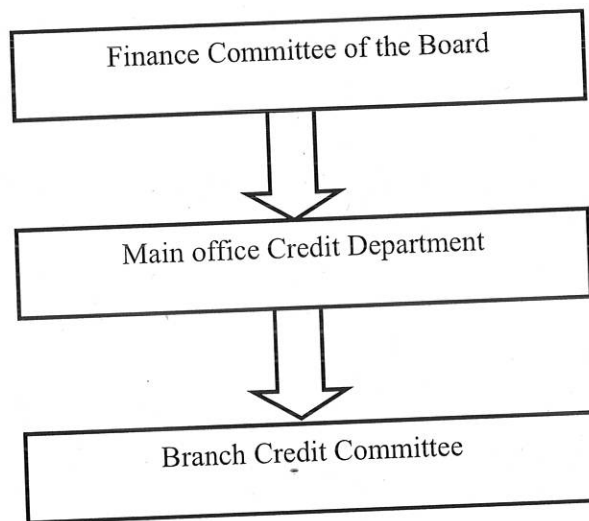 Finance Committee of the Board
Main office Credit Department
Branch Credit Committee